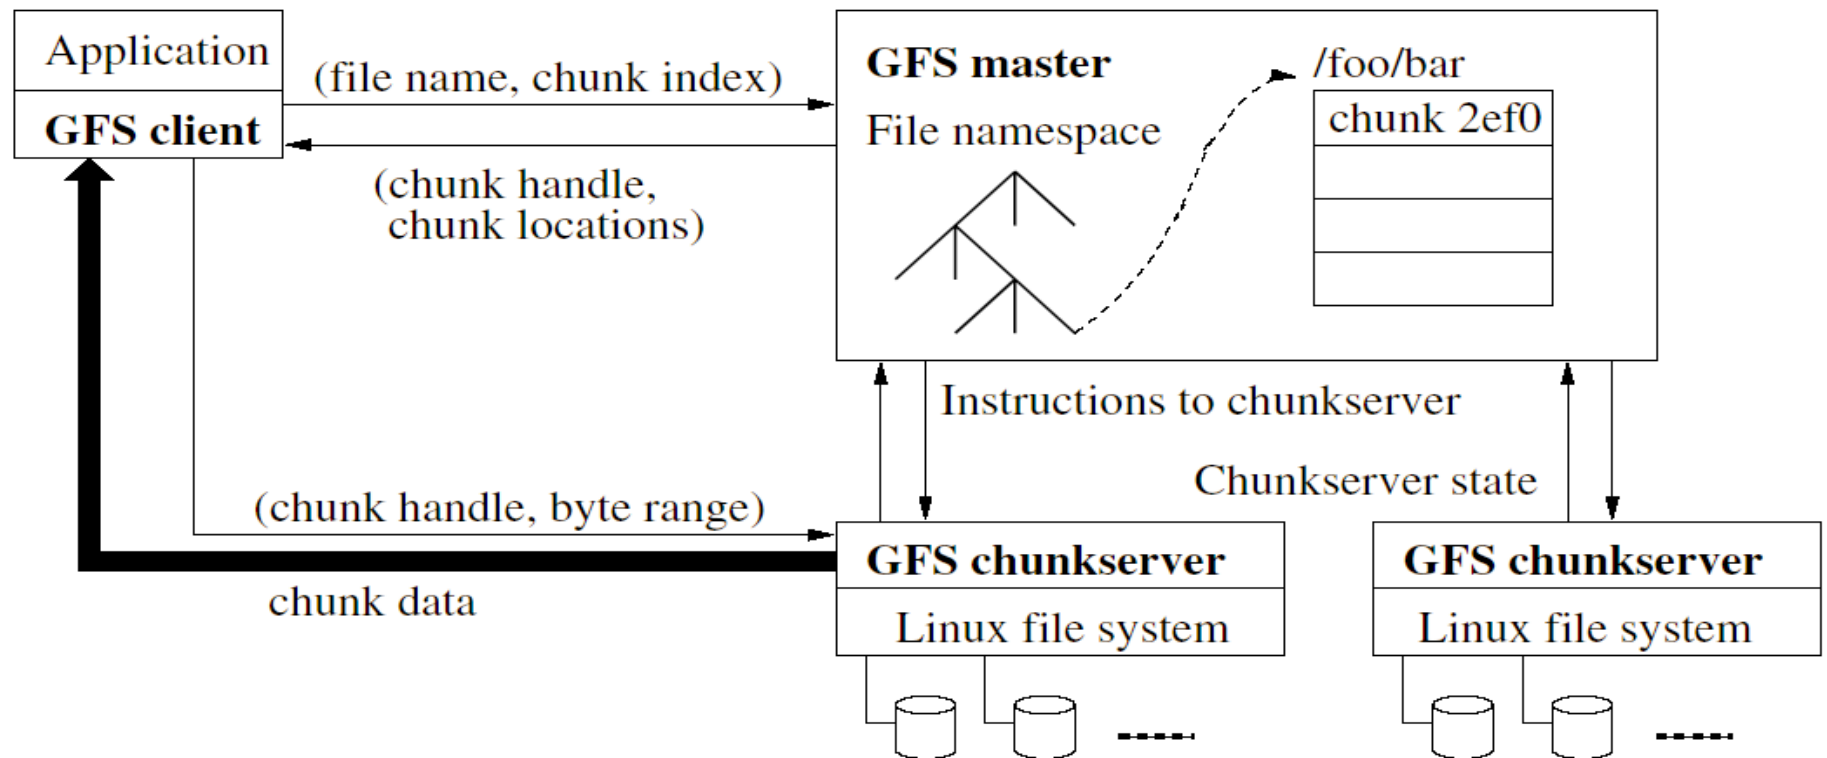 Application
GFS client
(file name, chunk index)
(chunk handle,
chunk locations)
GFS master
File namespace
/foo/bar
chunk 2ef0
Instructions to chunkserver
Chunkserver state
(chunk handle, byte range)
chunk data
GFS chunkserver
Linux file system
GFS chunkserver
Linux file system